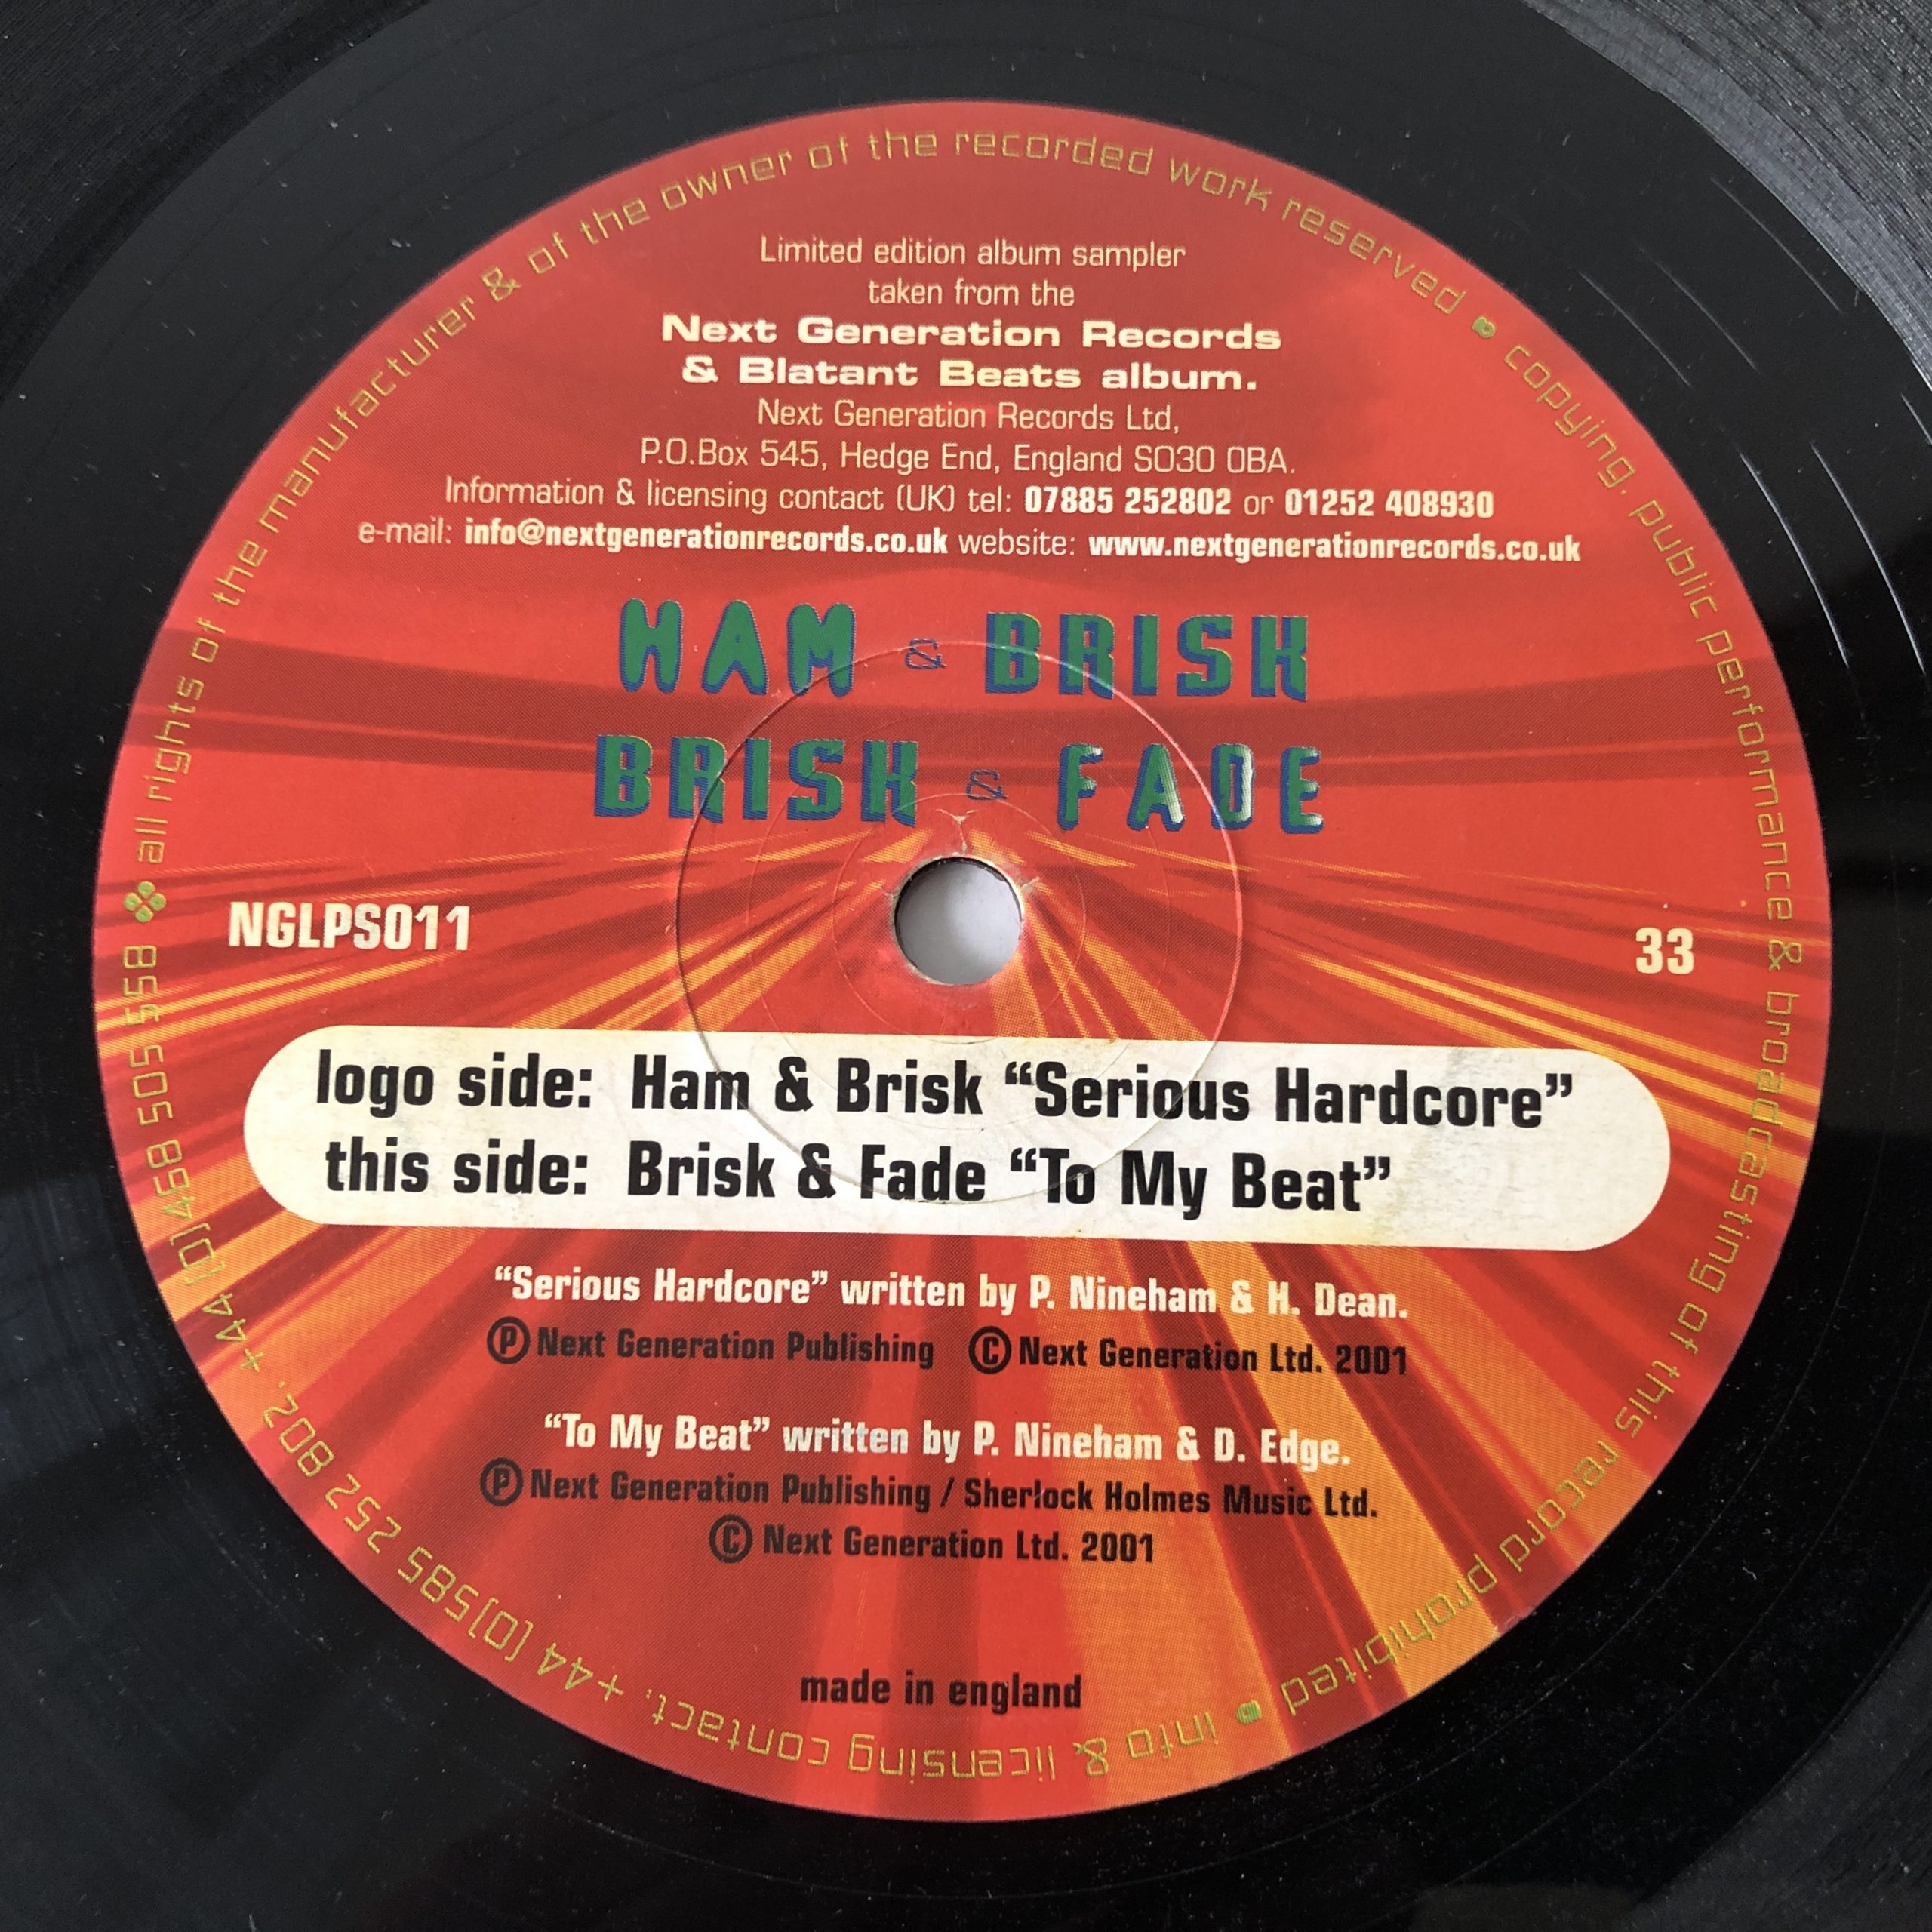 all rights of the manufacturer & of the owner of the recorded work reserved • copying, public performance & broadcasting of this record prohibited • info & licensing contact, +44 (0)585 252 802, +44 (0)468 505 558
Limited edition album sampler
taken from the
Next Generation Records
& Blatant Beats album.
Next Generation Records Ltd,
P.O.Box 545, Hedge End, England SO30 0BA.
Information & licensing contact (UK) tel: 07885 252802 or 01252 408930
e-mail: info@nextgenerationrecords.co.uk website: www.nextgenerationrecords.co.uk
HAM & BRISK
BRISK & FADE
NGLPS011
33
logo side: Ham & Brisk “Serious Hardcore”
this side: Brisk & Fade “To My Beat”
“Serious Hardcore” written by P. Nineham & H. Dean.
Ⓟ Next Generation Publishing © Next Generation Ltd. 2001
“To My Beat” written by P. Nineham & D. Edge.
Ⓟ Next Generation Publishing / Sherlock Holmes Music Ltd.
© Next Generation Ltd. 2001
made in england